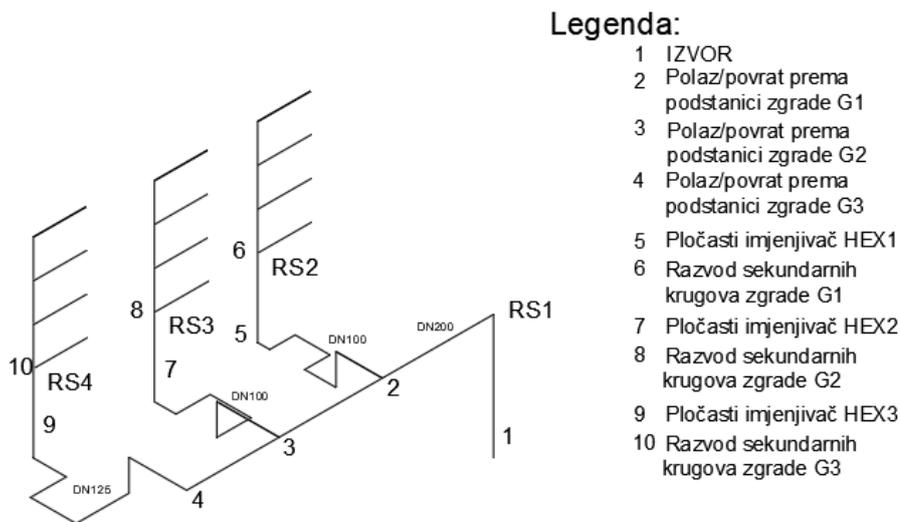 Legenda:
1 IZVOR
2 Polaz/povrat prema
podstanici zgrade G1
3 Polaz/povrat prema
podstanici zgrade G2
4 Polaz/povrat prema
podstanici zgrade G3
5 Pločasti imjenjivač HEX1
6 Razvod sekundarnih
krugova zgrade G1
7 Pločasti imjenjivač HEX2
8 Razvod sekundarnih
krugova zgrade G2
9 Pločasti imjenjivač HEX3
10 Razvod sekundarnih
krugova zgrade G3
6
RS2
8
RS3
RS1
5
DN100
DN200
10
RS4
7
2
DN100
9
3
1
DN125
4